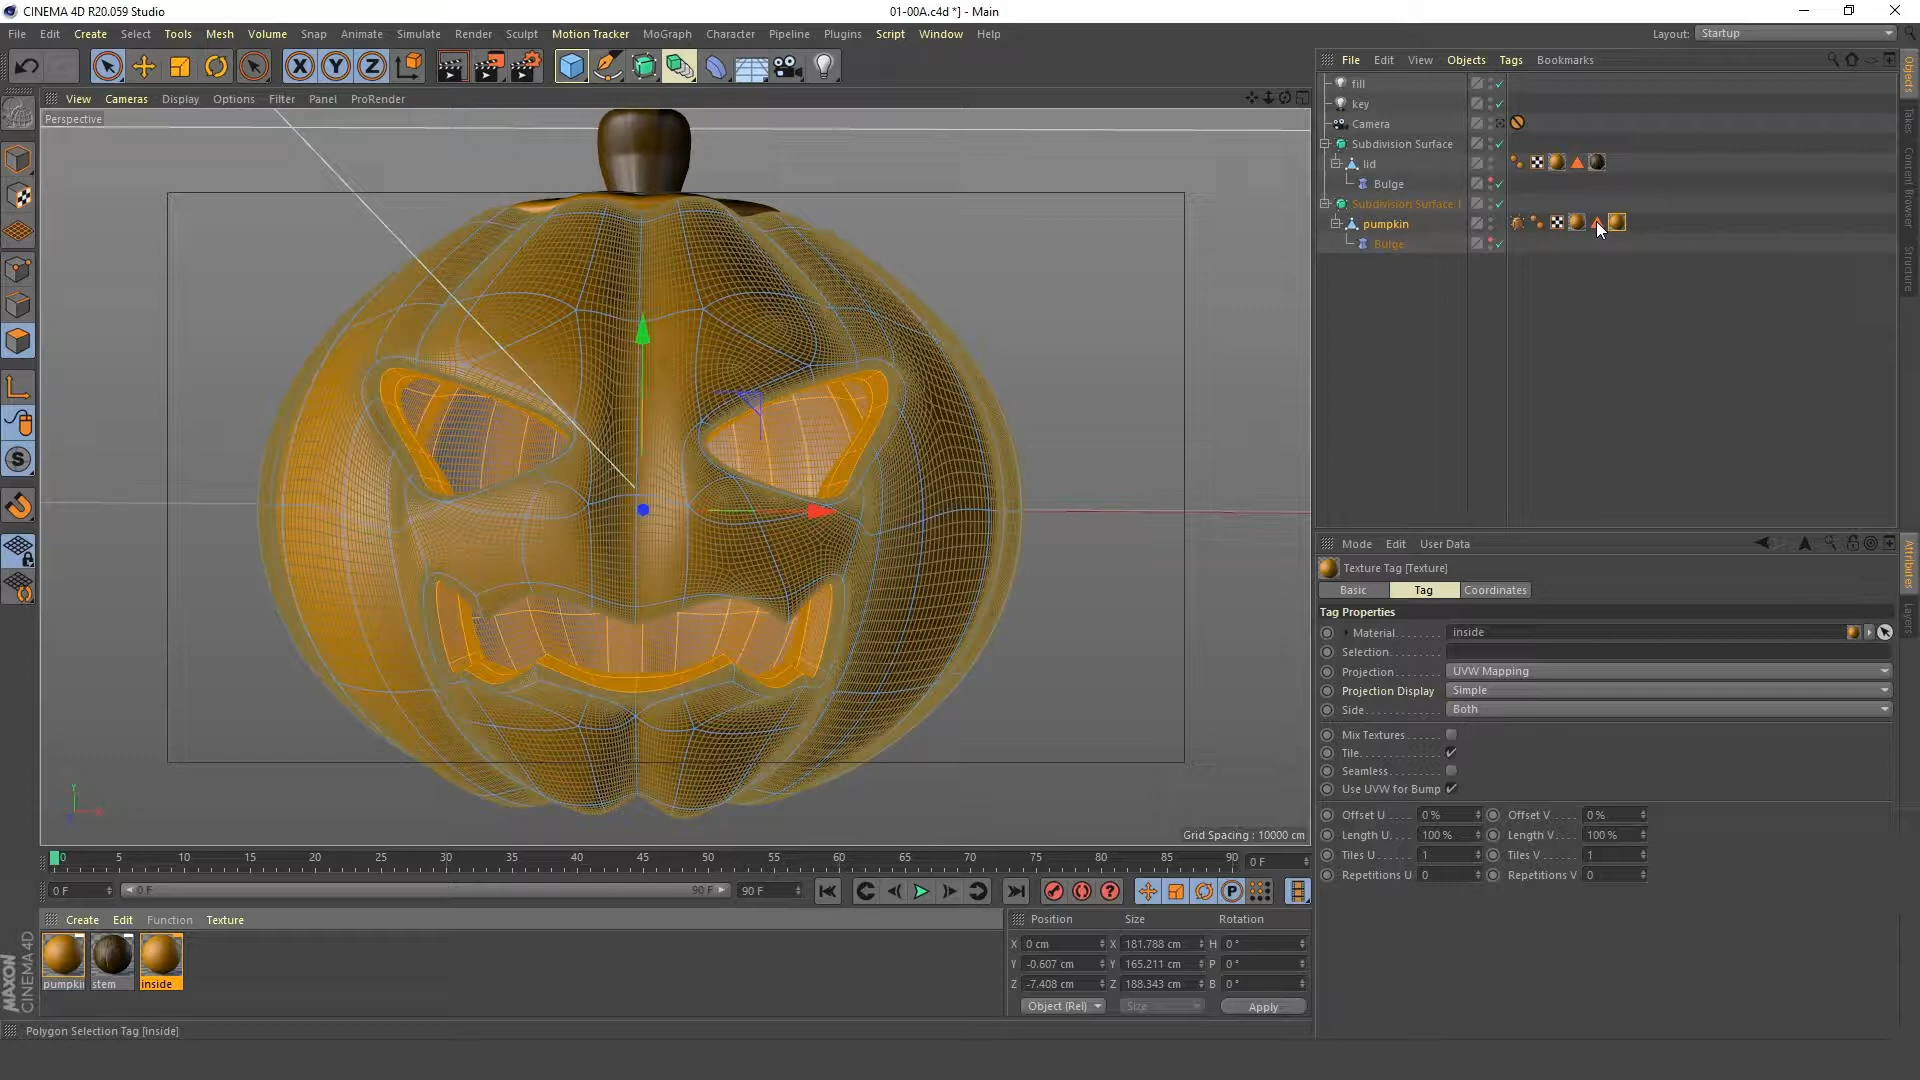 CINEMA 4D R20.059 Studio
01-00A.c4d *] - Main
File Edit Create Select Tools Mesh Volume Snap Animate Simulate Render Sculpt Motion Tracker MoGraph Character Pipeline Plugins Script Window Help
Layout: Startup
View Cameras Display Options Filter Panel ProRender
Perspective
Grid Spacing : 10000 cm
File Edit View Objects Tags Bookmarks
fill
key
Camera
Subdivision Surface
lid
Bulge
Subdivision Surface
pumpkin
Bulge
Objects
Takes
Content Browser
Structure
Mode Edit User Data
Texture Tag [Texture]
Basic Tag Coordinates
Tag Properties
Material inside
Selection
Projection UVW Mapping
Projection Display Simple
Side Both
Mix Textures
Tile
Seamless
Use UVW for Bump
Offset U 0 % Offset V 0 %
Length U 100 % Length V 100 %
Tiles U 1 Tiles V 1
Repetitions U 0 Repetitions V 0
Attributes
Layers
0 5 10 15 20 25 30 35 40 45 50 55 60 65 70 75 80 85 90 0 F
0 F 0 F 90 F 90 F
Create Edit Function Texture
pumpkin stem inside
Position Size Rotation
X 0 cm X 181.788 cm H 0 °
Y -0.607 cm Y 165.211 cm P 0 °
Z -7.408 cm Z 188.343 cm B 0 °
Object (Rel) Size Apply
MAXON
CINEMA 4D
Polygon Selection Tag [inside]